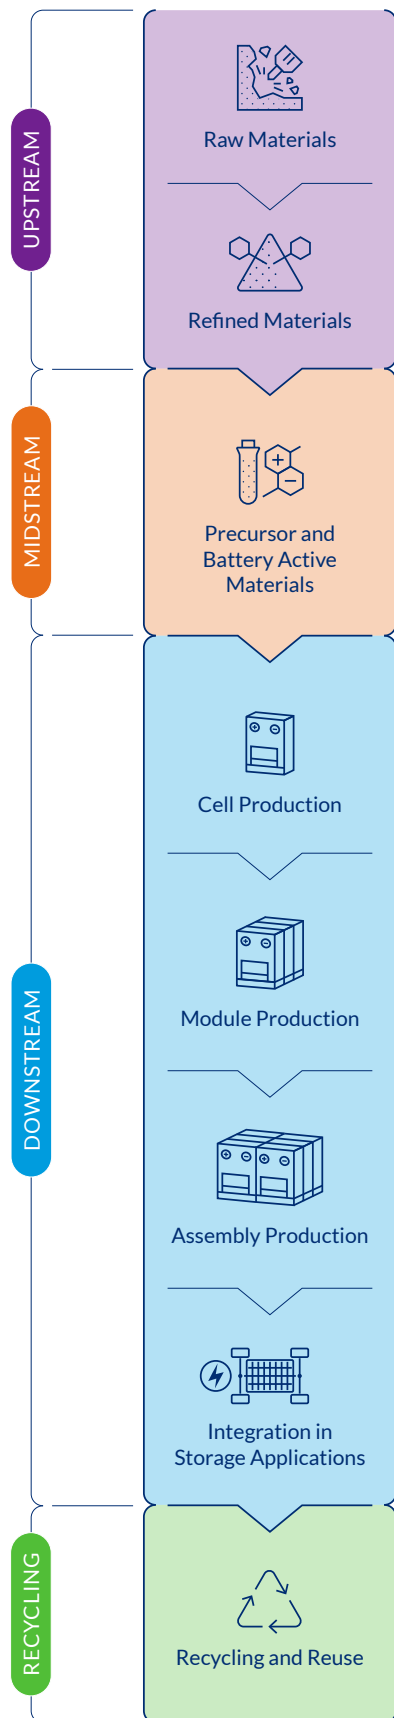 UPSTREAM
Raw Materials
Refined Materials
MIDSTREAM
Precursor and
Battery Active
Materials
DOWNSTREAM
Cell Production
Module Production
Assembly Production
Integration in
Storage Applications
RECYCLING
Recycling and Reuse